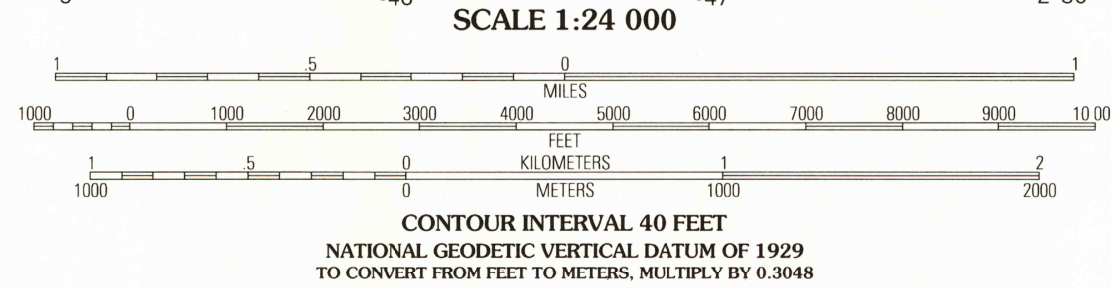 SCALE 1:24 000
1 .5 0 1
MILES
1000 0 1000 2000 3000 4000 5000 6000 7000 8000 9000 10 00
FEET
1 .5 0 KILOMETERS 1 2
1000 0 METERS 1000 2000
CONTOUR INTERVAL 40 FEET
NATIONAL GEODETIC VERTICAL DATUM OF 1929
TO CONVERT FROM FEET TO METERS, MULTIPLY BY 0.3048